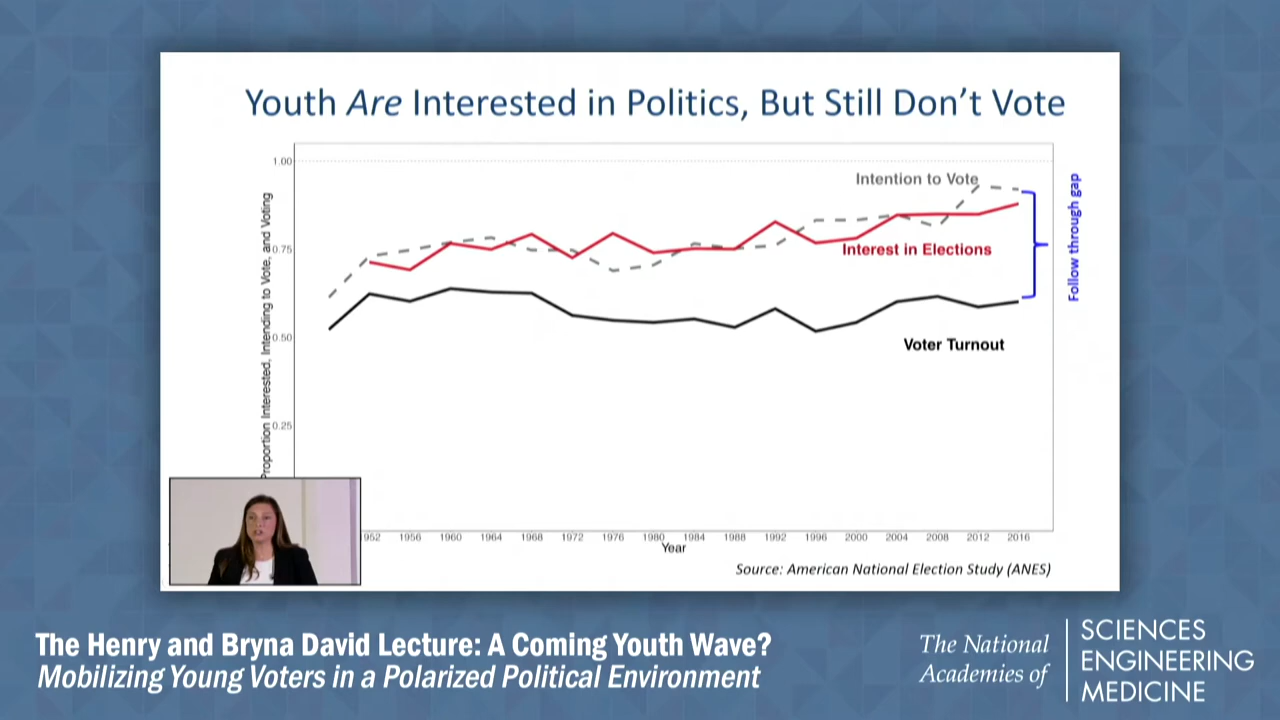 Youth Are Interested in Politics, But Still Don't Vote
1.00
0.75
0.50
0.25
Proportion Interested, Intending to Vote, and Voting
Intention to Vote
Interest in Elections
Voter Turnout
Follow through gap
952 1956 1960 1964 1968 1972 1976 1980 1984 1988 1992 1996 2000 2004 2008 2012 2016
Year
Source: American National Election Study (ANES)
The Henry and Bryna David Lecture: A Coming Youth Wave?
Mobilizing Young Voters in a Polarized Political Environment
The National
Academies of
SCIENCES
ENGINEERING
MEDICINE